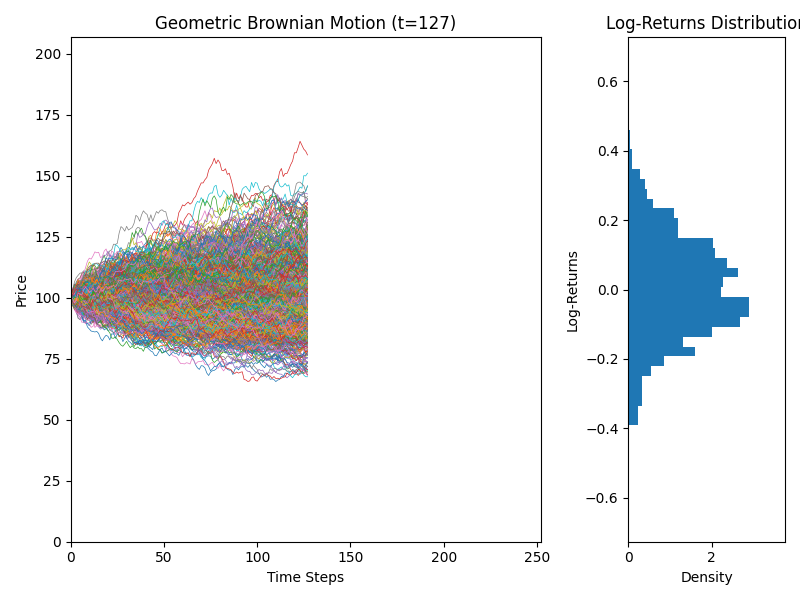 Geometric Brownian Motion (t=127)
Log-Returns Distribution
200
175
150
125
100
75
50
25
0
Price
0 50 100 150 200 250
Time Steps
0.6
0.4
0.2
0.0
−0.2
−0.4
−0.6
Log-Returns
0 2
Density